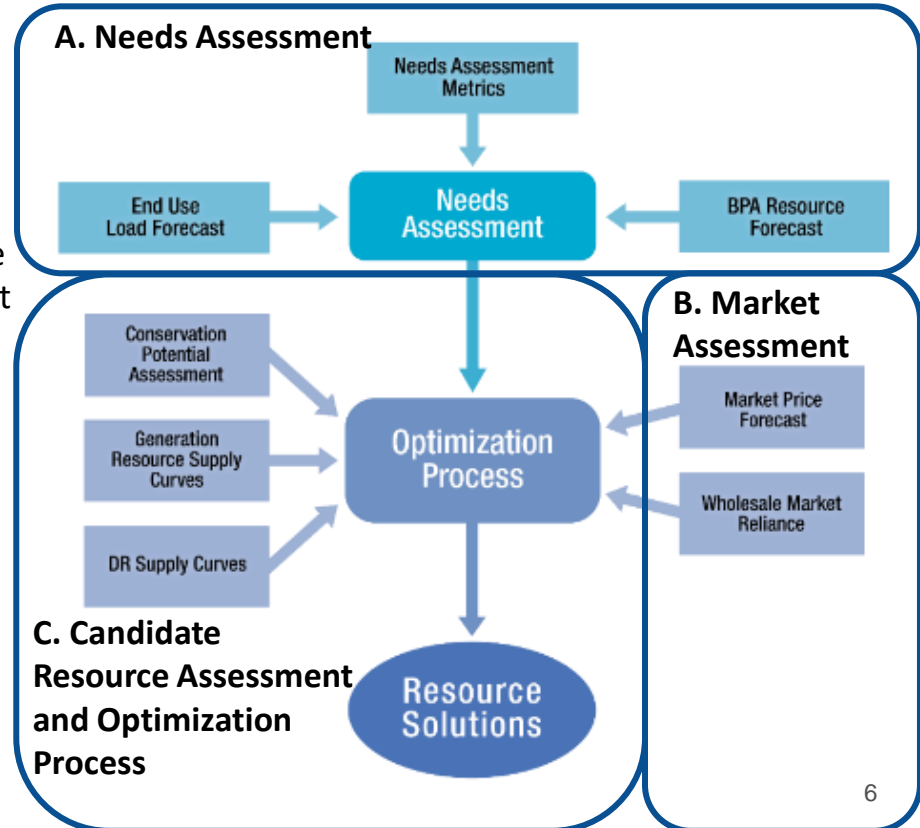 A. Needs Assessment
Needs Assessment
Metrics
End Use
Load Forecast
Needs
Assessment
BPA Resource
Forecast
B. Market
Assessment
Conservation
Potential
Assessment
Generation
Resource Supply
Curves
DR Supply Curves
Optimization
Process
Market Price
Forecast
Wholesale Market
Reliance
C. Candidate
Resource Assessment
and Optimization
Process
Resource
Solutions
6